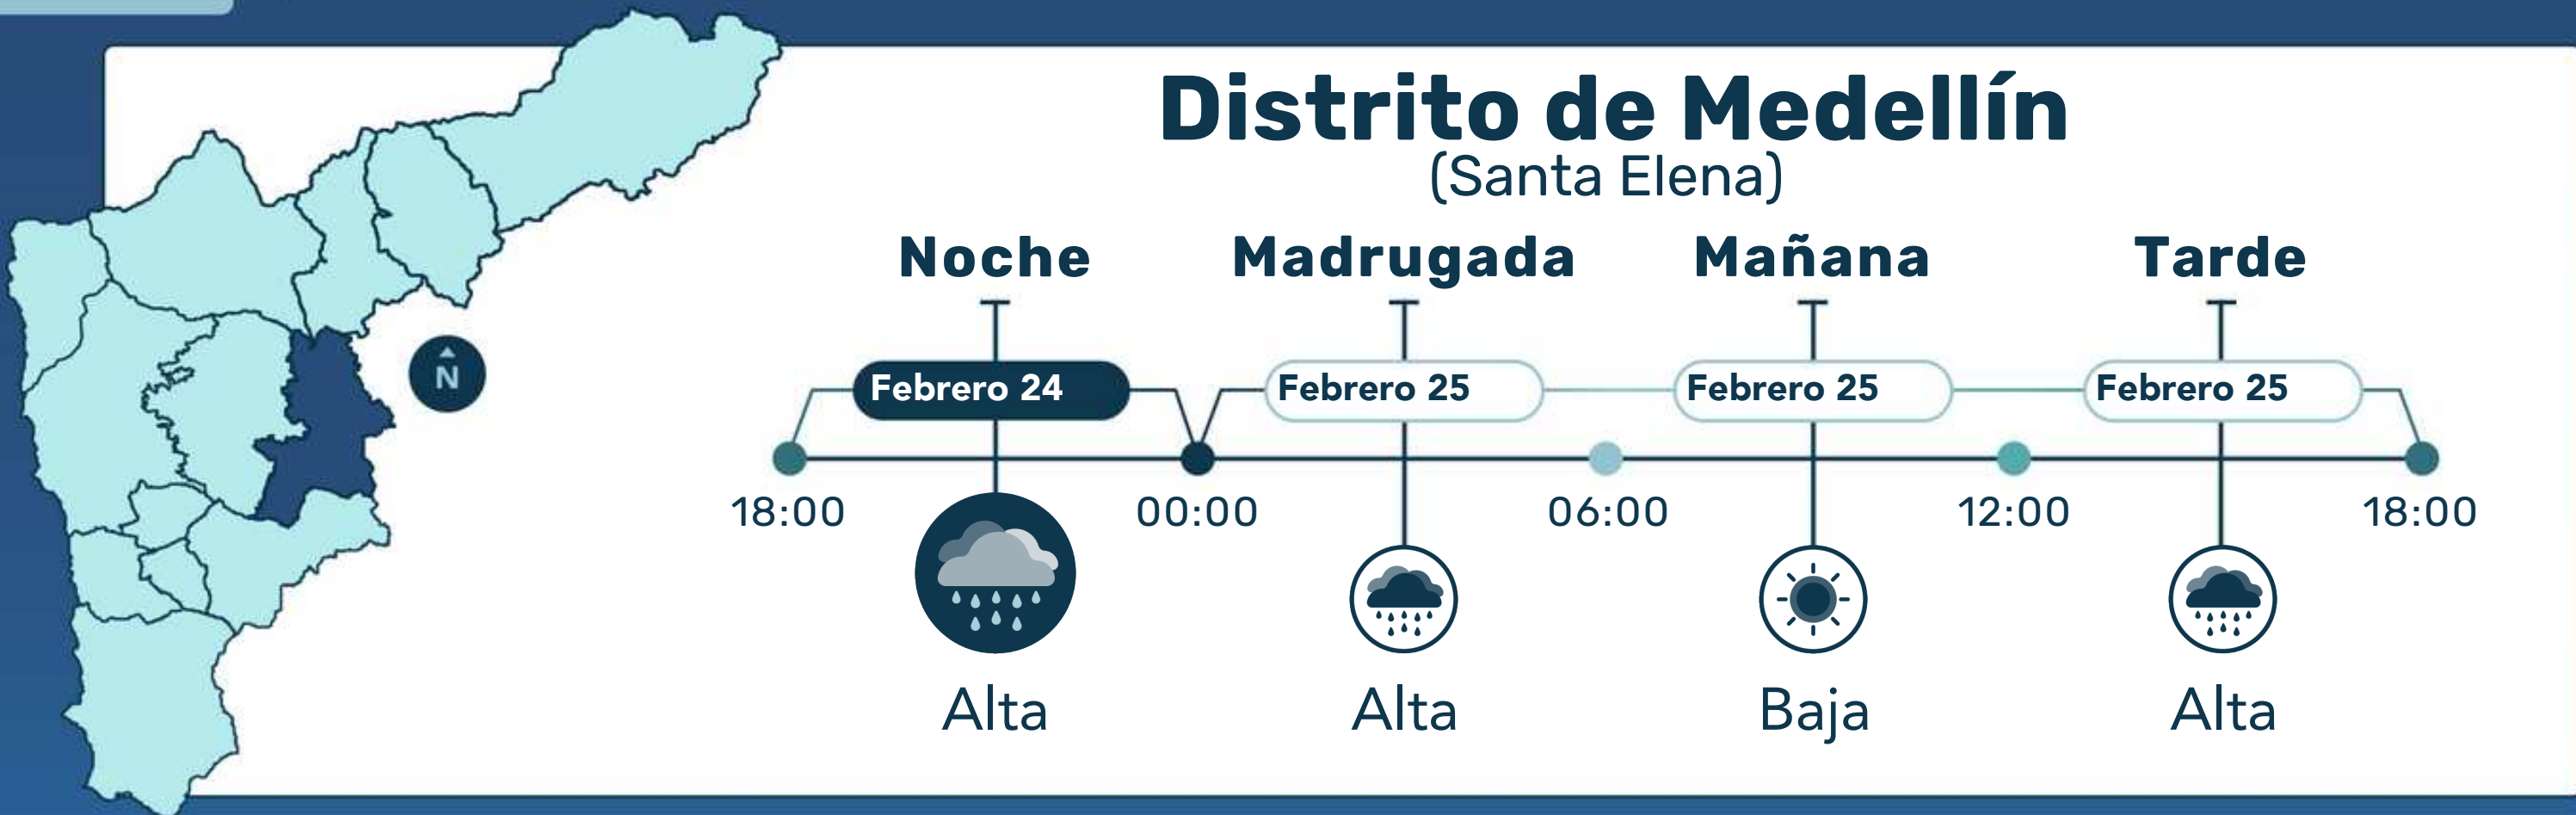 Distrito de Medellín
(Santa Elena)
Noche Madrugada Mañana Tarde
N
Febrero 24 Febrero 25 Febrero 25 Febrero 25
18:00 00:00 06:00 12:00 18:00
Alta Alta Baja Alta